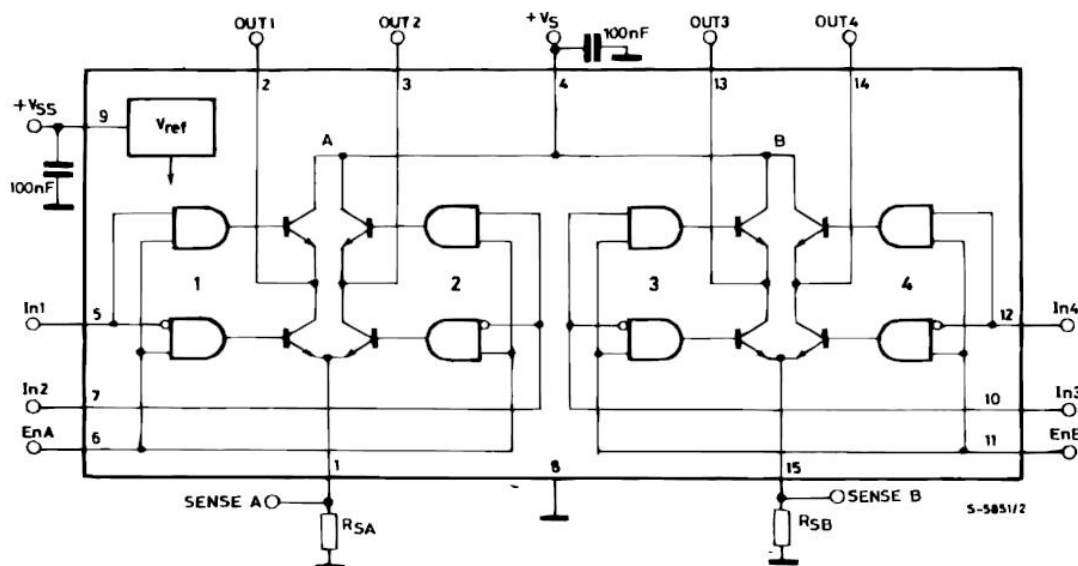 OUT1 OUT2 +VS 100nF OUT3 OUT4
2 3 4 13 14
+VSS 9 Vref A B
100nF
1 2 3 4
In1 5 12 In4
In2 7 10 In3
EnA 6 11 EnB
1 8 15
SENSE A SENSE B
RSA RSB S-5851/2